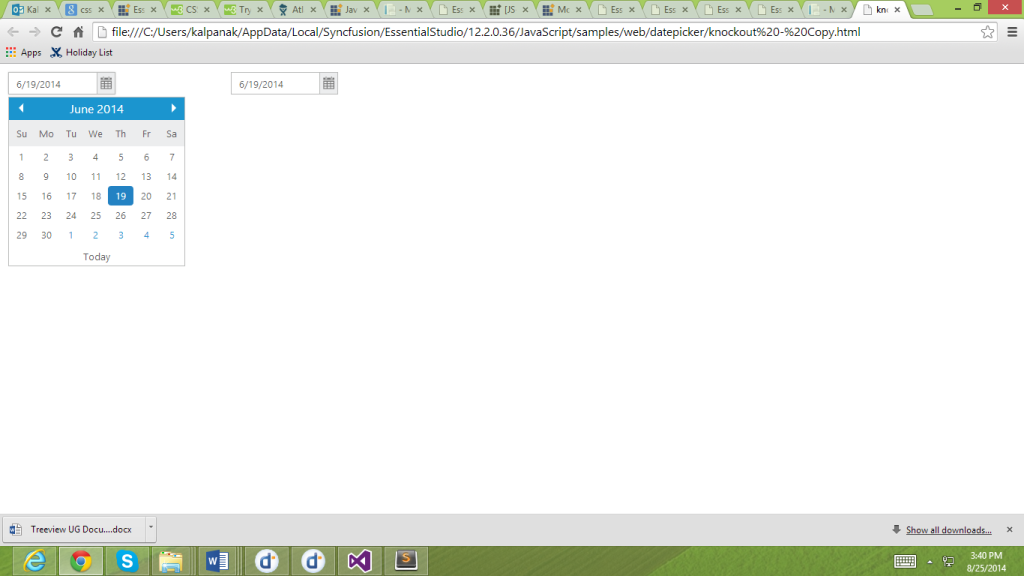 Kal
css
Ess
CS
Try
Atl
Jav
- M
Ess
[JS
Mc
Ess
Ess
Ess
Ess
- M
kno
file:///C:/Users/kalpanak/AppData/Local/Syncfusion/EssentialStudio/12.2.0.36/JavaScript/samples/web/datepicker/knockout%20-%20Copy.html
Apps Holiday List
6/19/2014 6/19/2014
June 2014
Su Mo Tu We Th Fr Sa
1 2 3 4 5 6 7
8 9 10 11 12 13 14
15 16 17 18 19 20 21
22 23 24 25 26 27 28
29 30 1 2 3 4 5
Today
Treeview UG Docu....docx
Show all downloads...
3:40 PM
8/25/2014